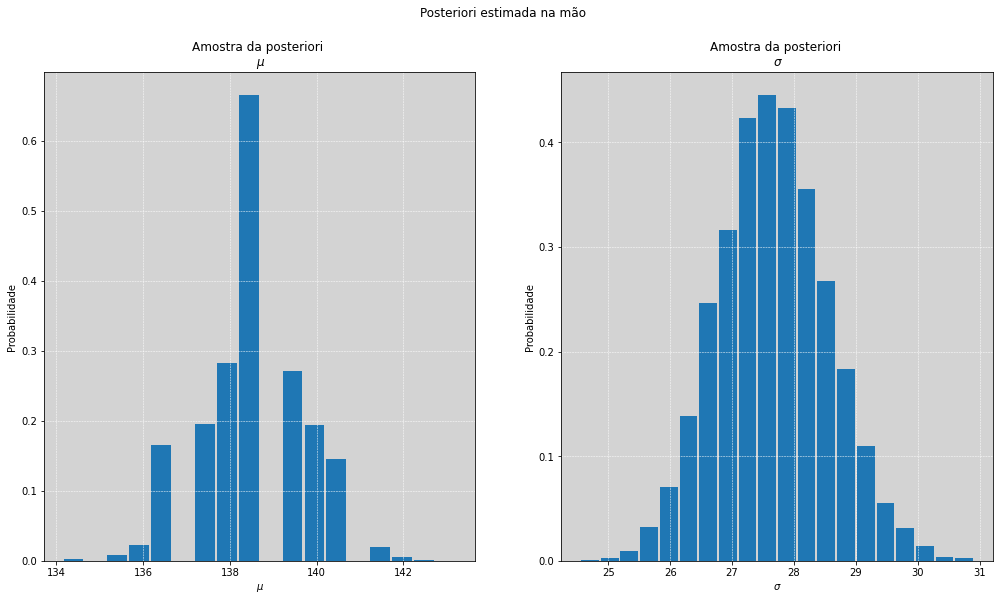 Posteriori estimada na mão
Amostra da posteriori
μ
0.6
0.5
0.4
0.3
0.2
0.1
0.0
Probabilidade
134 136 138 140 142
μ
Amostra da posteriori
σ
0.4
0.3
0.2
0.1
0.0
Probabilidade
25 26 27 28 29 30 31
σ